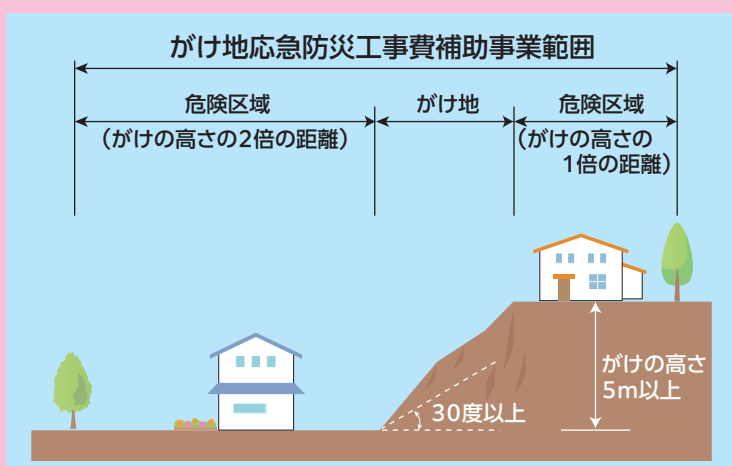 がけ地応急防災工事費補助事業範囲
危険区域
（がけの高さの2倍の距離）
がけ地
危険区域
（がけの高さの
1倍の距離）
がけの高さ
5m以上
30度以上